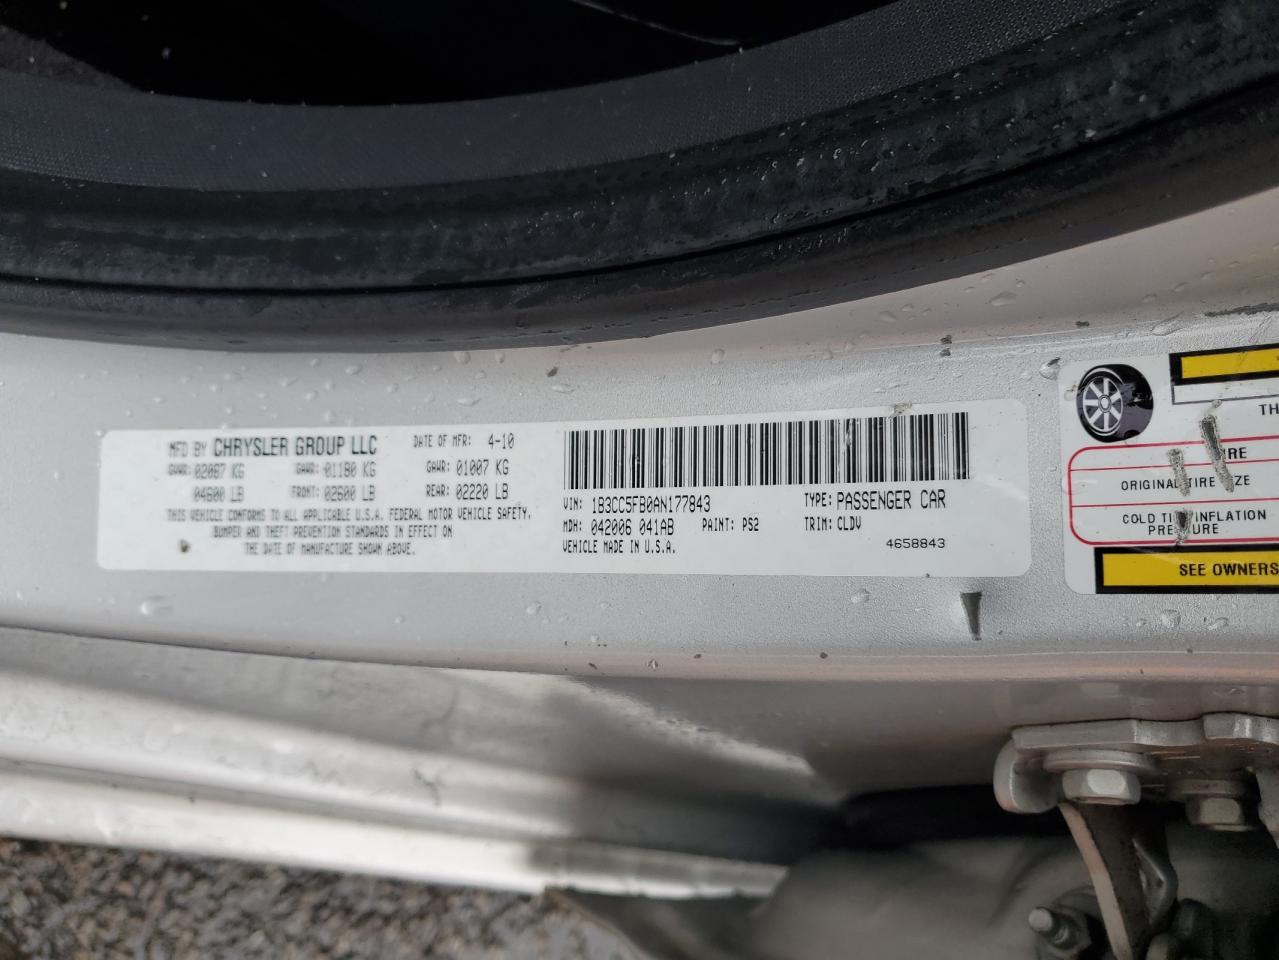 MFD BY CHRYSLER GROUP LLC DATE OF MFR: 4-10
GVWR: 02087 KG GAWR: 01180 KG GAWR: 01007 KG
04600 LB FRONT: 02600 LB REAR: 02220 LB
THIS VEHICLE CONFORMS TO ALL APPLICABLE U.S.A. FEDERAL MOTOR VEHICLE SAFETY,
BUMPER AND THEFT PREVENTION STANDARDS IN EFFECT ON
THE DATE OF MANUFACTURE SHOWN ABOVE.
VIN: 1B3CC5FB0AN177843 TYPE: PASSENGER CAR
MDH: 042006 041AB PAINT: PS2 TRIM: CLDV
VEHICLE MADE IN U.S.A. 4658843
TH
IRE
ORIGINAL TIRE SIZE
COLD TIRE INFLATION
PRESSURE
SEE OWNERS